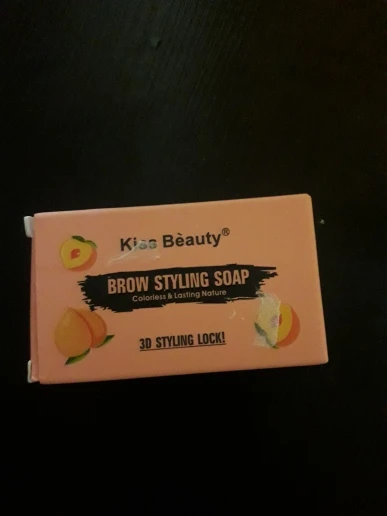 Kiss Bèauty®
BROW STYLING SOAP
Colorless & Lasting Nature
3D STYLING LOCK!